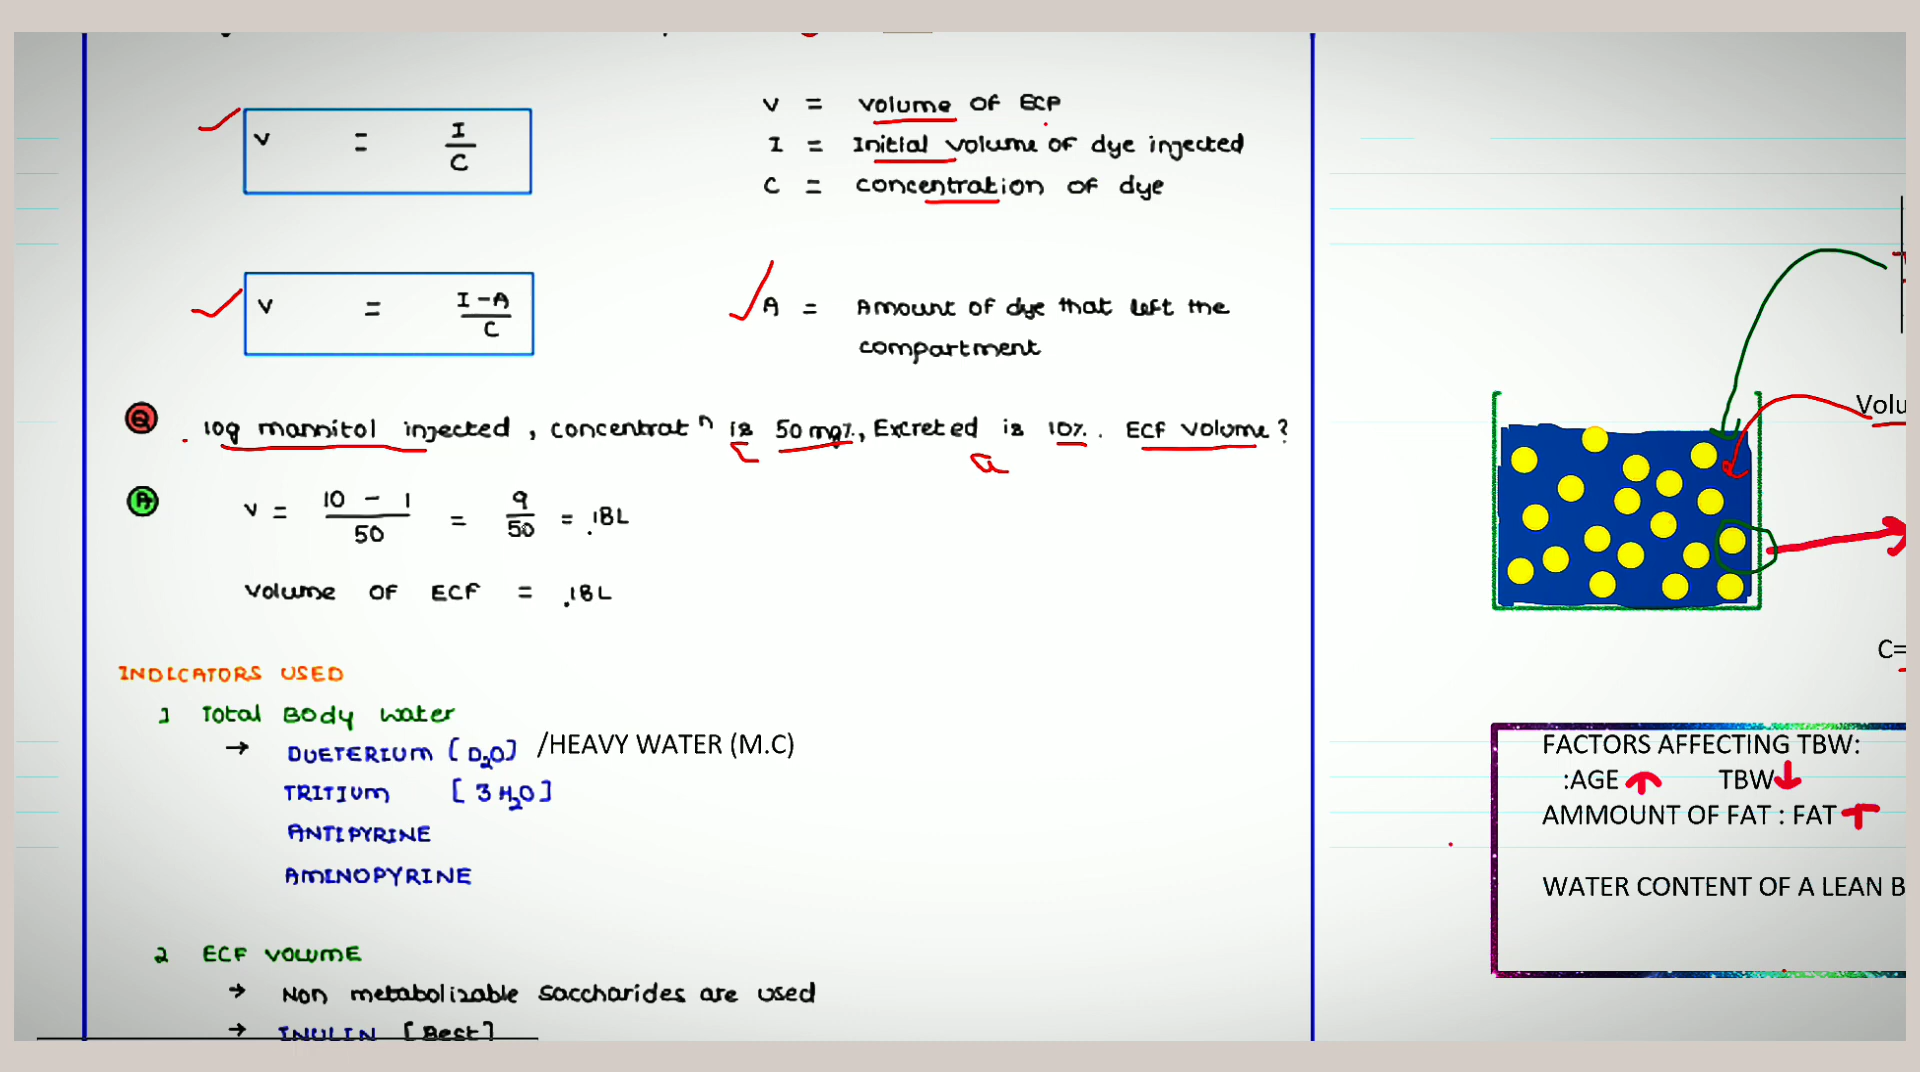 V = Volume OF ECF
I = Initial volume OF dye injected
C = Concentration OF dye
V = I/C
V = I-A/C
A = Amount OF dye that left the
compartment
Q 10g mannitol injected, concentratⁿ is 50 mg%, Excreted is 10%. ECF Volume?
a
A V = 10 - 1/50 = 9/50 = .18L
Volume OF ECF = .18L
INDICATORS USED
1 Total Body Water
→ DUETERIUM [D₂O] /HEAVY WATER (M.C)
TRITIUM [3H₂O]
ANTIPYRINE
AMINOPYRINE
2 ECF VOLUME
→ Non metabolizable saccharides are used
→ INULIN [Best]
Volu
C=
FACTORS AFFECTING TBW:
:AGE ↑ TBW ↓
AMMOUNT OF FAT : FAT ↑
WATER CONTENT OF A LEAN B